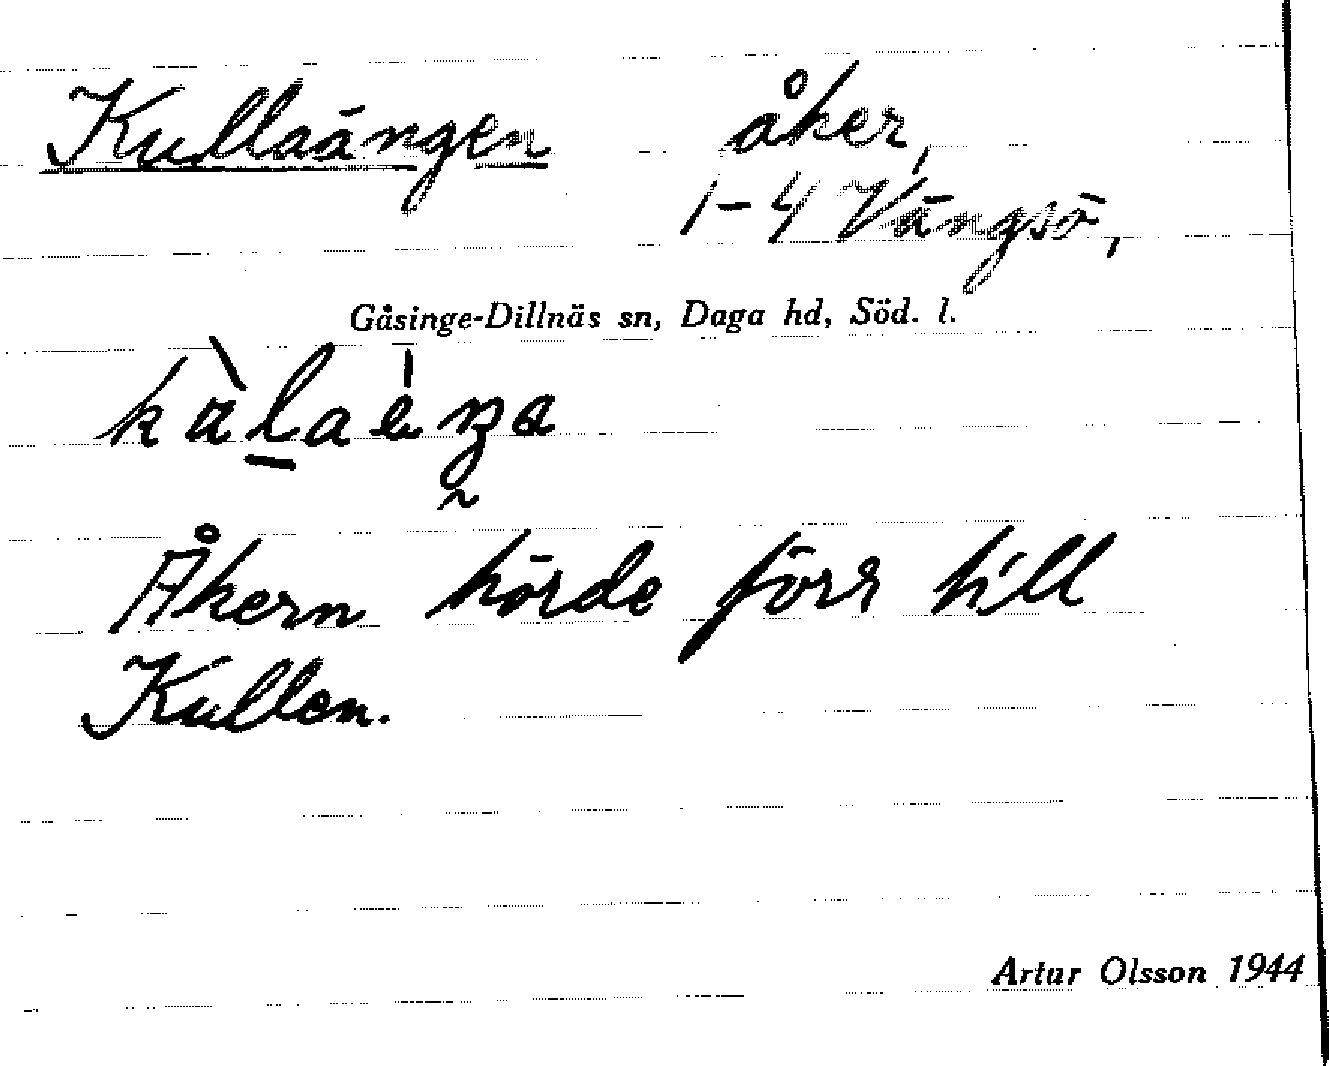 Kullaängen åker,
1-4 Vängsö,
Gåsinge-Dillnäs sn, Daga hd, Söd. l.
Åkern hörde förr till
Kullen.
Artur Olsson 1944